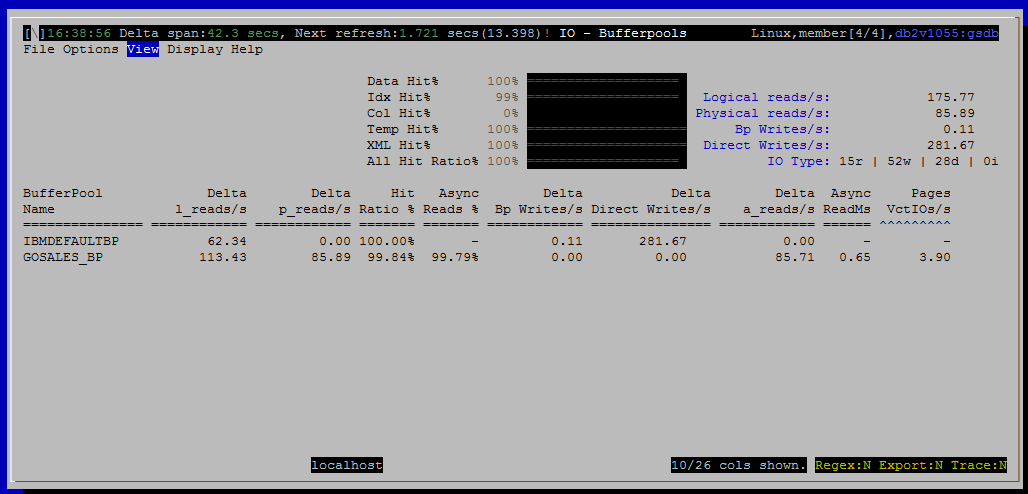 [\]16:38:56 Delta span:42.3 secs, Next refresh:1.721 secs(13.398)! IO - Bufferpools Linux,member[4/4],db2v1055:gsdb
File Options View Display Help
Data Hit% 100% ===================
Idx Hit% 99% =================== Logical reads/s: 175.77
Col Hit% 0% Physical reads/s: 85.89
Temp Hit% 100% ==================== Bp Writes/s: 0.11
XML Hit% 100% ==================== Direct Writes/s: 281.67
All Hit Ratio% 100% =================== IO Type: 15r | 52w | 28d | 0i
BufferPool Delta Delta Hit Async Delta Delta Delta Async Pages
Name l_reads/s p_reads/s Ratio % Reads % Bp Writes/s Direct Writes/s a_reads/s ReadMs VctIOs/s
=============== ============ ============ ======= ======= ============ =============== ============ ====== ^^^^^^^^^
IBMDEFAULTBP 62.34 0.00 100.00% - 0.11 281.67 0.00 - -
GOSALES_BP 113.43 85.89 99.84% 99.79% 0.00 0.00 85.71 0.65 3.90
localhost 10/26 cols shown. Regex:N Export:N Trace:N